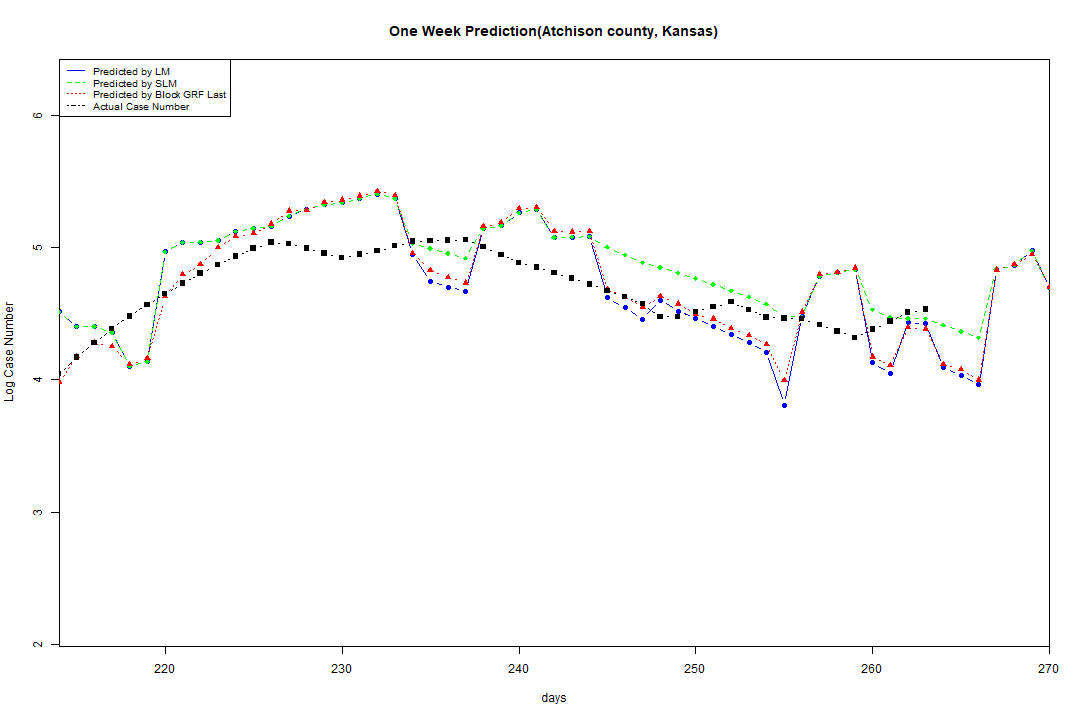 One Week Prediction(Atchison county, Kansas)
Predicted by LM
Predicted by SLM
Predicted by Block GRF Last
Actual Case Number
Log Case Number
6
5
4
3
2
220 230 240 250 260 270
days